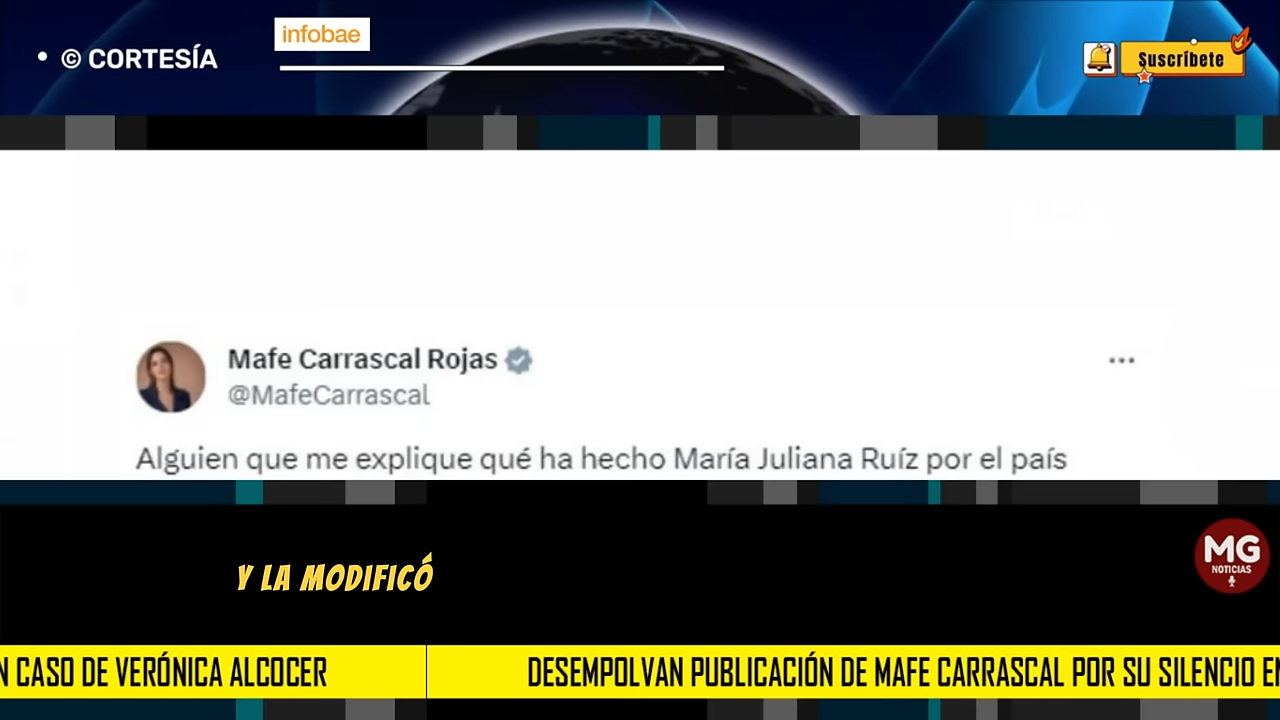 infobae
• © CORTESÍA
Suscríbete
Mafe Carrascal Rojas
@MafeCarrascal
Alguien que me explique qué ha hecho María Juliana Ruíz por el país
MG
NOTICIAS
Y LA MODIFICÓ
N CASO DE VERÓNICA ALCOCER
DESEMPOLVAN PUBLICACIÓN DE MAFE CARRASCAL POR SU SILENCIO EN